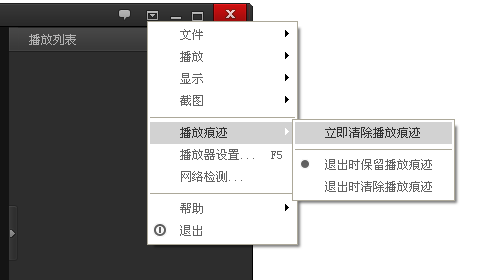 播放列表
文件
播放
显示
截图
播放痕迹
播放器设置... F5
网络检测...
帮助
退出
立即清除播放痕迹
退出时保留播放痕迹
退出时清除播放痕迹